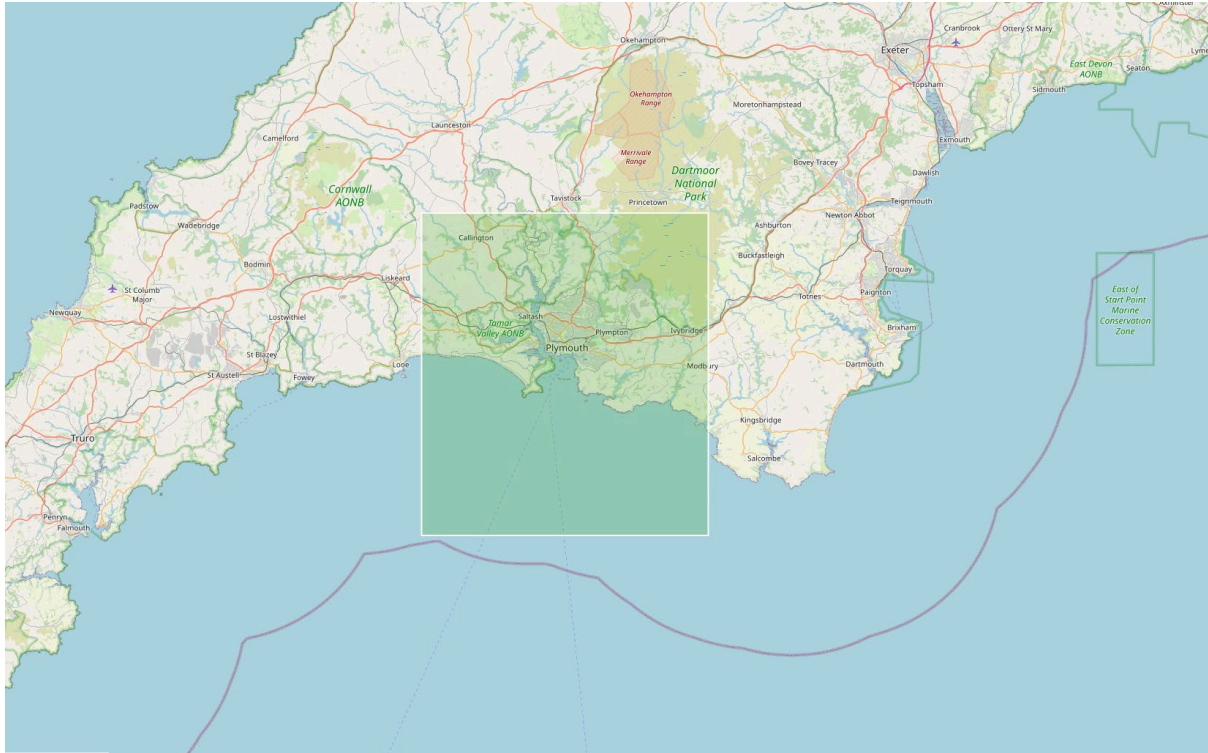 Axminster
Cranbrook
Ottery St Mary
Okehampton
Exeter
Lyme
East Devon
AONB
Seaton
Topsham
Sidmouth
Okehampton
Range
Moretonhampstead
Launceston
Camelford
Exmouth
Merrivale
Range
Bovey Tracey
Dartmoor
National
Park
Dawlish
Cornwall
AONB
Tavistock
Princetown
Teignmouth
Padstow
Newton Abbot
Wadebridge
Ashburton
Callington
Buckfastleigh
Bodmin
Torquay
Liskeard
St Columb
Major
Paignton
Totnes
East of
Start Point
Marine
Conservation
Zone
Newquay
Lostwithiel
Saltash
Tamar
Valley AONB
Plympton
Ivybridge
Brixham
Plymouth
St Blazey
Looe
Modbury
Dartmouth
St Austell
Fowey
Kingsbridge
Truro
Salcombe
Penryn
Falmouth